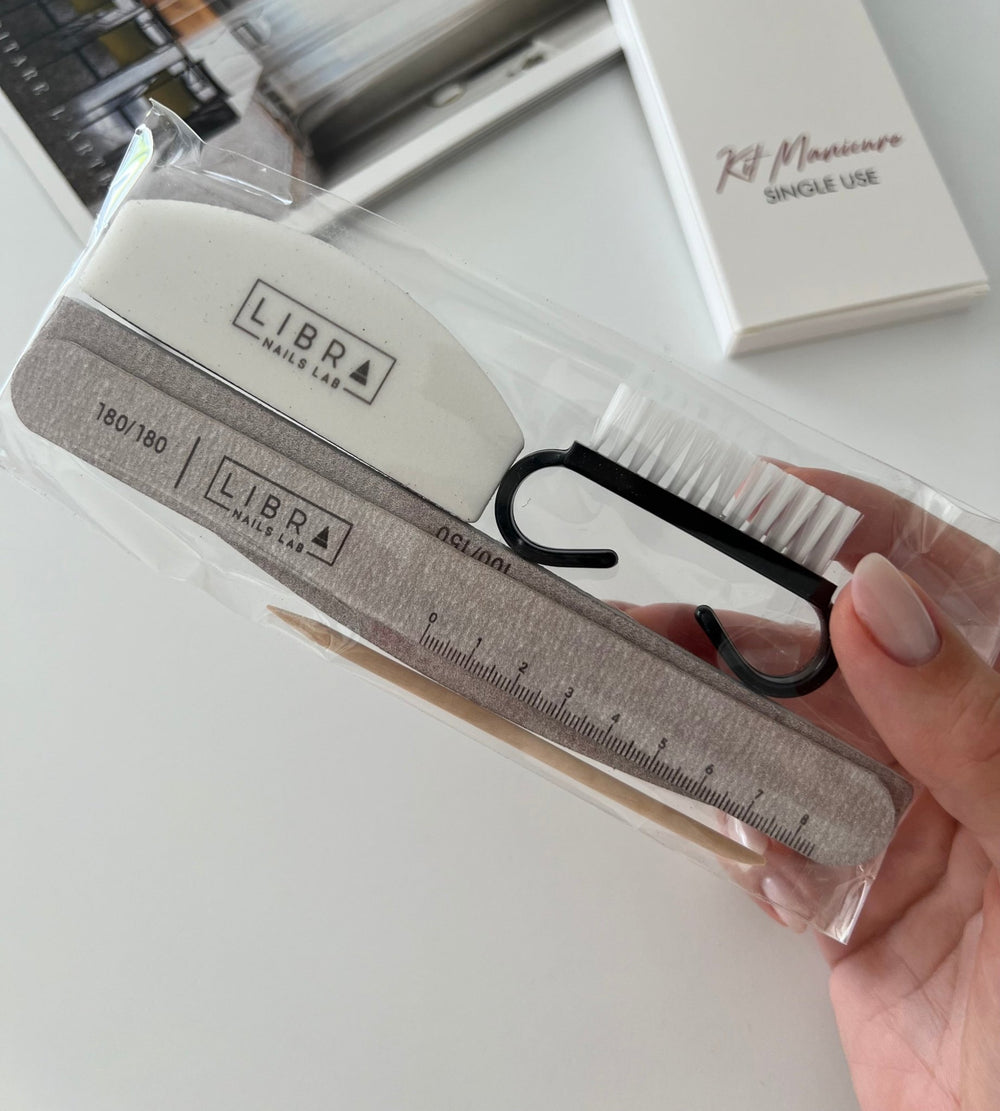 Kit Manicure
SINGLE USE
LIBRA
NAILS LAB
180/180
LIBRA
NAILS LAB
100/150
0 1 2 3 4 5 6 7 8